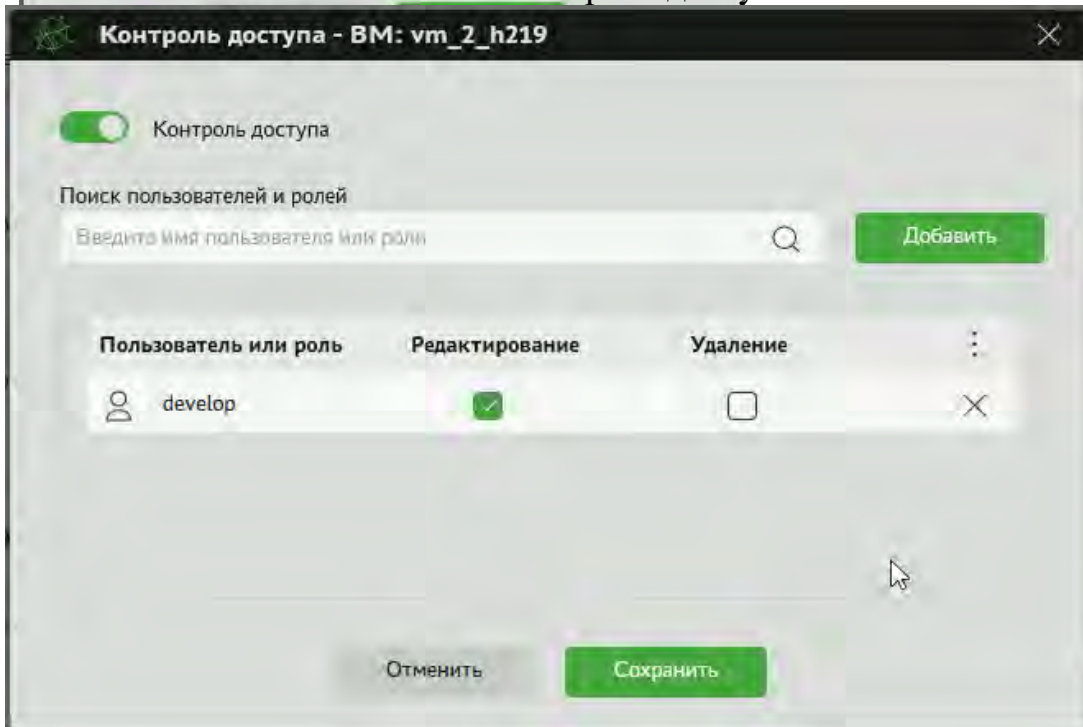 Контроль доступа - ВМ: vm_2_h219
Контроль доступа
Поиск пользователей и ролей
Введите имя пользователя или роли
Добавить
Пользователь или роль Редактирование Удаление
develop
Отменить Сохранить